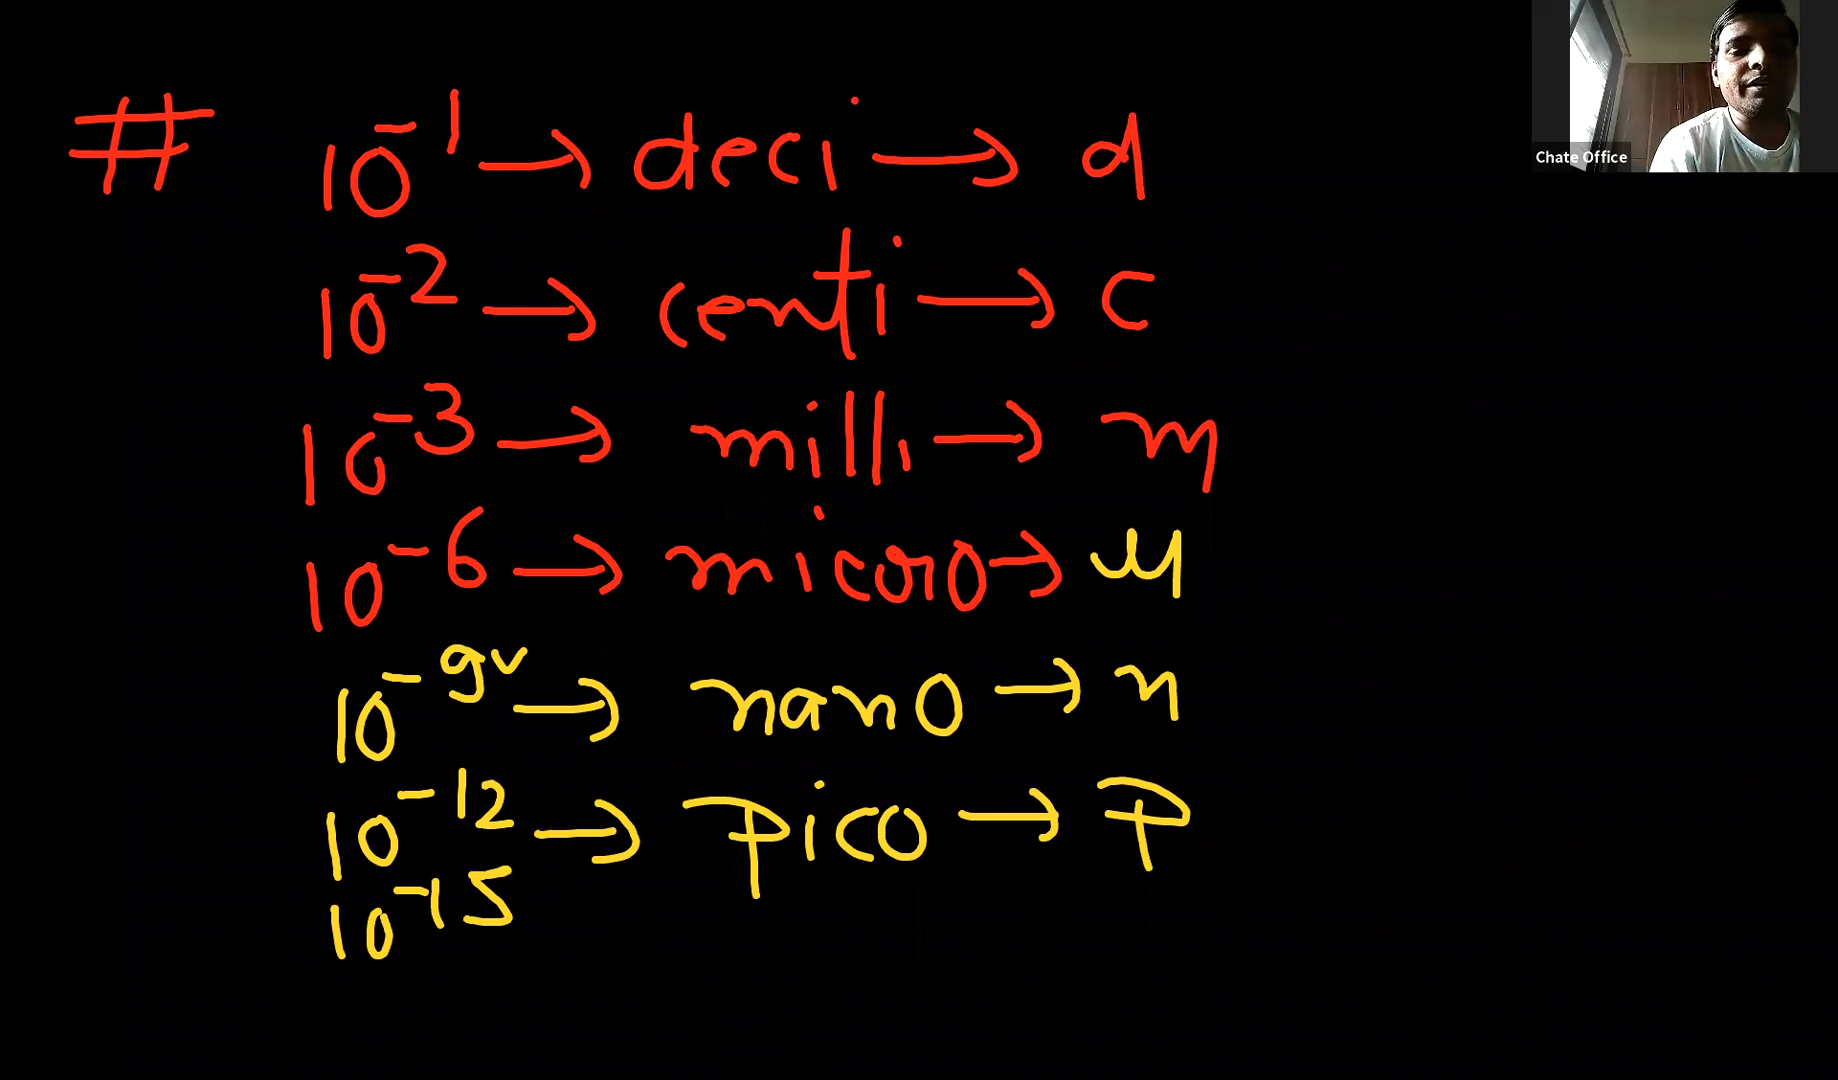 # 10⁻¹ → deci → d
Chate Office
10⁻² → centi → c
10⁻³ → milli → m
10⁻⁶ → micro → μ
10⁻⁹ → nano → n
10⁻¹² → pico → p
10⁻¹⁵